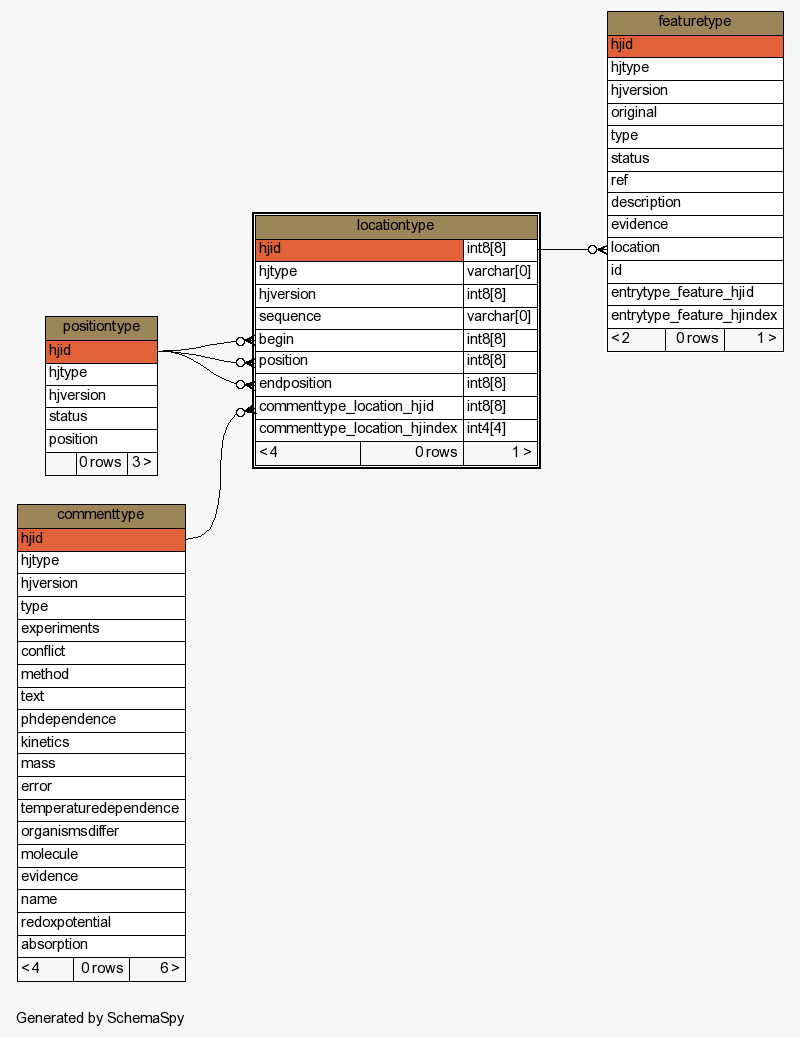 featuretype
hjid
hjtype
hjversion
original
type
status
ref
description
evidence
location
id
entrytype_feature_hjid
entrytype_feature_hjindex
< 2 0 rows 1 >
locationtype
hjid int8[8]
hjtype varchar[0]
hjversion int8[8]
sequence varchar[0]
begin int8[8]
position int8[8]
endposition int8[8]
commenttype_location_hjid int8[8]
commenttype_location_hjindex int4[4]
< 4 0 rows 1 >
positiontype
hjid
hjtype
hjversion
status
position
0 rows 3 >
commenttype
hjid
hjtype
hjversion
type
experiments
conflict
method
text
phdependence
kinetics
mass
error
temperaturedependence
organismsdiffer
molecule
evidence
name
redoxpotential
absorption
< 4 0 rows 6 >
Generated by SchemaSpy